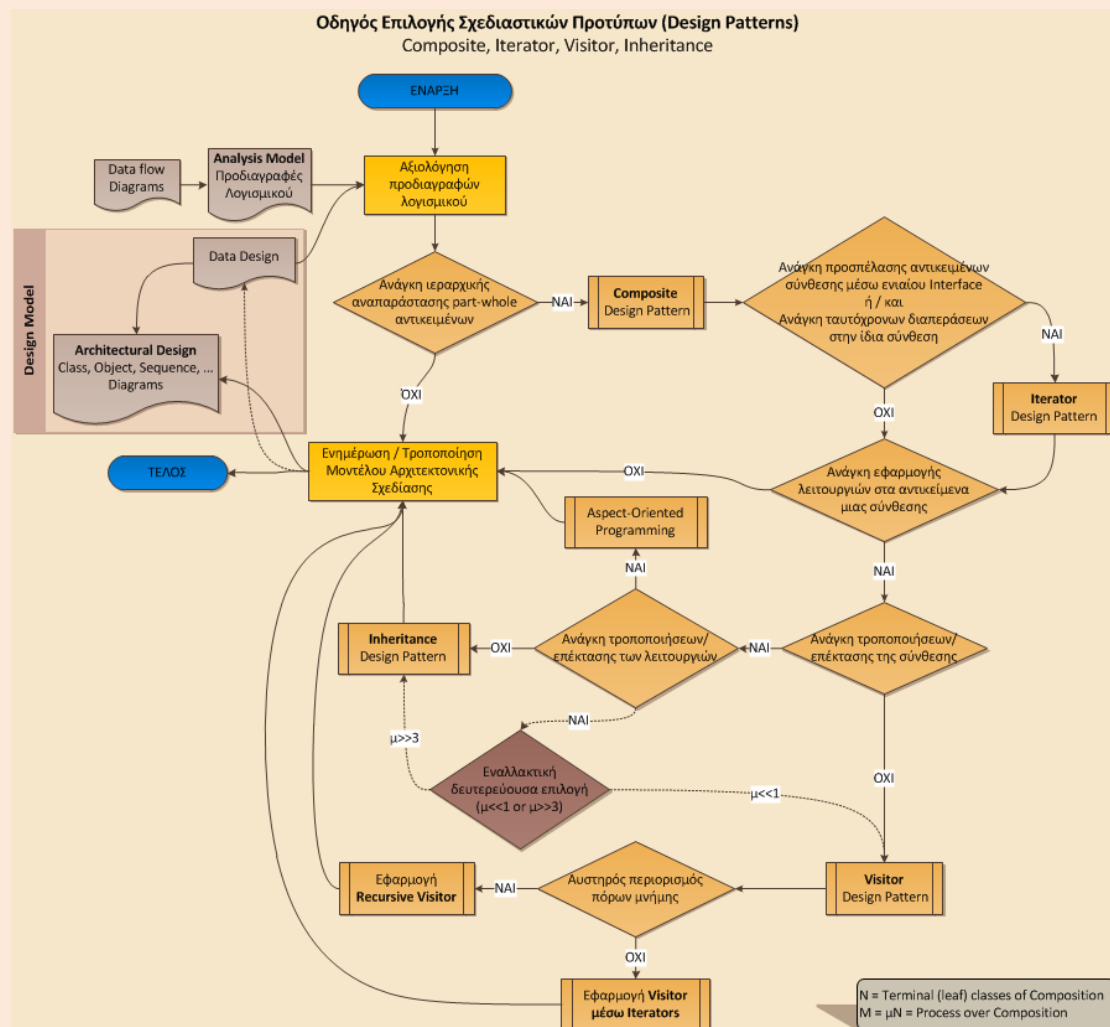 Οδηγός Επιλογής Σχεδιαστικών Προτύπων (Design Patterns)
Composite, Iterator, Visitor, Inheritance
ΕΝΑΡΞΗ
Data flow
Diagrams
Analysis Model
Προδιαγραφές
Λογισμικού
Αξιολόγηση
προδιαγραφών
λογισμικού
Design Model
Data Design
Architectural Design
Class, Object, Sequence, ...
Diagrams
Ανάγκη ιεραρχικής
αναπαράστασης part-whole
αντικειμένων
ΝΑΙ
Composite
Design Pattern
Ανάγκη προσπέλασης αντικειμένων
σύνθεσης μέσω ενιαίου Interface
ή / και
Ανάγκη ταυτόχρονων διαπεράσεων
στην ίδια σύνθεση
ΝΑΙ
Iterator
Design Pattern
ΌΧΙ
ΟΧΙ
Ενημέρωση / Τροποποίηση
Μοντέλου Αρχιτεκτονικής
Σχεδίασης
ΤΕΛΟΣ
ΟΧΙ
Ανάγκη εφαρμογής
λειτουργιών στα αντικείμενα
μιας σύνθεσης
Aspect-Oriented
Programming
ΝΑΙ
ΝΑΙ
Inheritance
Design Pattern
ΟΧΙ
Ανάγκη τροποποιήσεων/
επέκτασης των λειτουργιών
ΝΑΙ
Ανάγκη τροποποιήσεων/
επέκτασης της σύνθεσης
ΝΑΙ
μ>>3
Εναλλακτική
δευτερεύουσα επιλογή
(μ<<1 or μ>>3)
μ<<1
ΟΧΙ
Εφαρμογή
Recursive Visitor
ΝΑΙ
Αυστηρός περιορισμός
πόρων μνήμης
Visitor
Design Pattern
ΟΧΙ
Εφαρμογή Visitor
μέσω Iterators
N = Terminal (leaf) classes of Composition
M = μN = Process over Composition